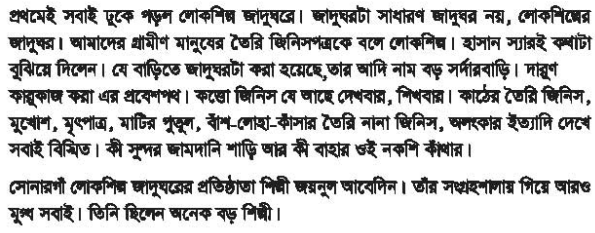 প্রথমেই সবাই ঢুকে পড়ল লোকশিল্প জাদুঘরে। জাদুঘরটা সাধারণ জাদুঘর নয়, লোকশিল্পের
জাদুঘর। আমাদের গ্রামীণ মানুষের তৈরি জিনিসপত্রকে বলে লোকশিল্প। হাসান স্যারই কথাটা
বুঝিয়ে দিলেন। যে বাড়িতে জাদুঘরটা করা হয়েছে,তার আদি নাম বড় সর্দারবাড়ি। দারুণ
কারুকাজ করা এর প্রবেশপথ। কত্তো জিনিস যে আছে দেখবার, শিখবার। কাঠের তৈরি জিনিস,
মুখোশ, মৃৎপাত্র, মাটির পুতুল, বাঁশ-লোহা-কাঁসার তৈরি নানা জিনিস, অলংকার ইত্যাদি দেখে
সবাই বিস্মিত। কী সুন্দর জামদানি শাড়ি আর কী বাহার ওই নকশি কাঁথার।
সোনারগাঁ লোকশিল্প জাদুঘরের প্রতিষ্ঠাতা শিল্পী জয়নুল আবেদিন। তাঁর সংগ্রহশালায় গিয়ে আরও
মুগ্ধ সবাই। তিনি ছিলেন অনেক বড় শিল্পী।